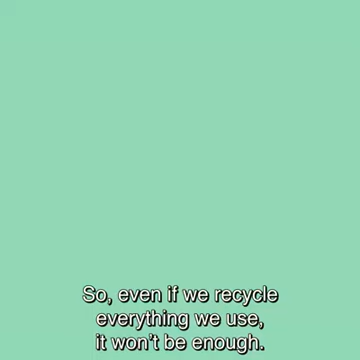 So, even if we recycle
everything we use,
it won't be enough.